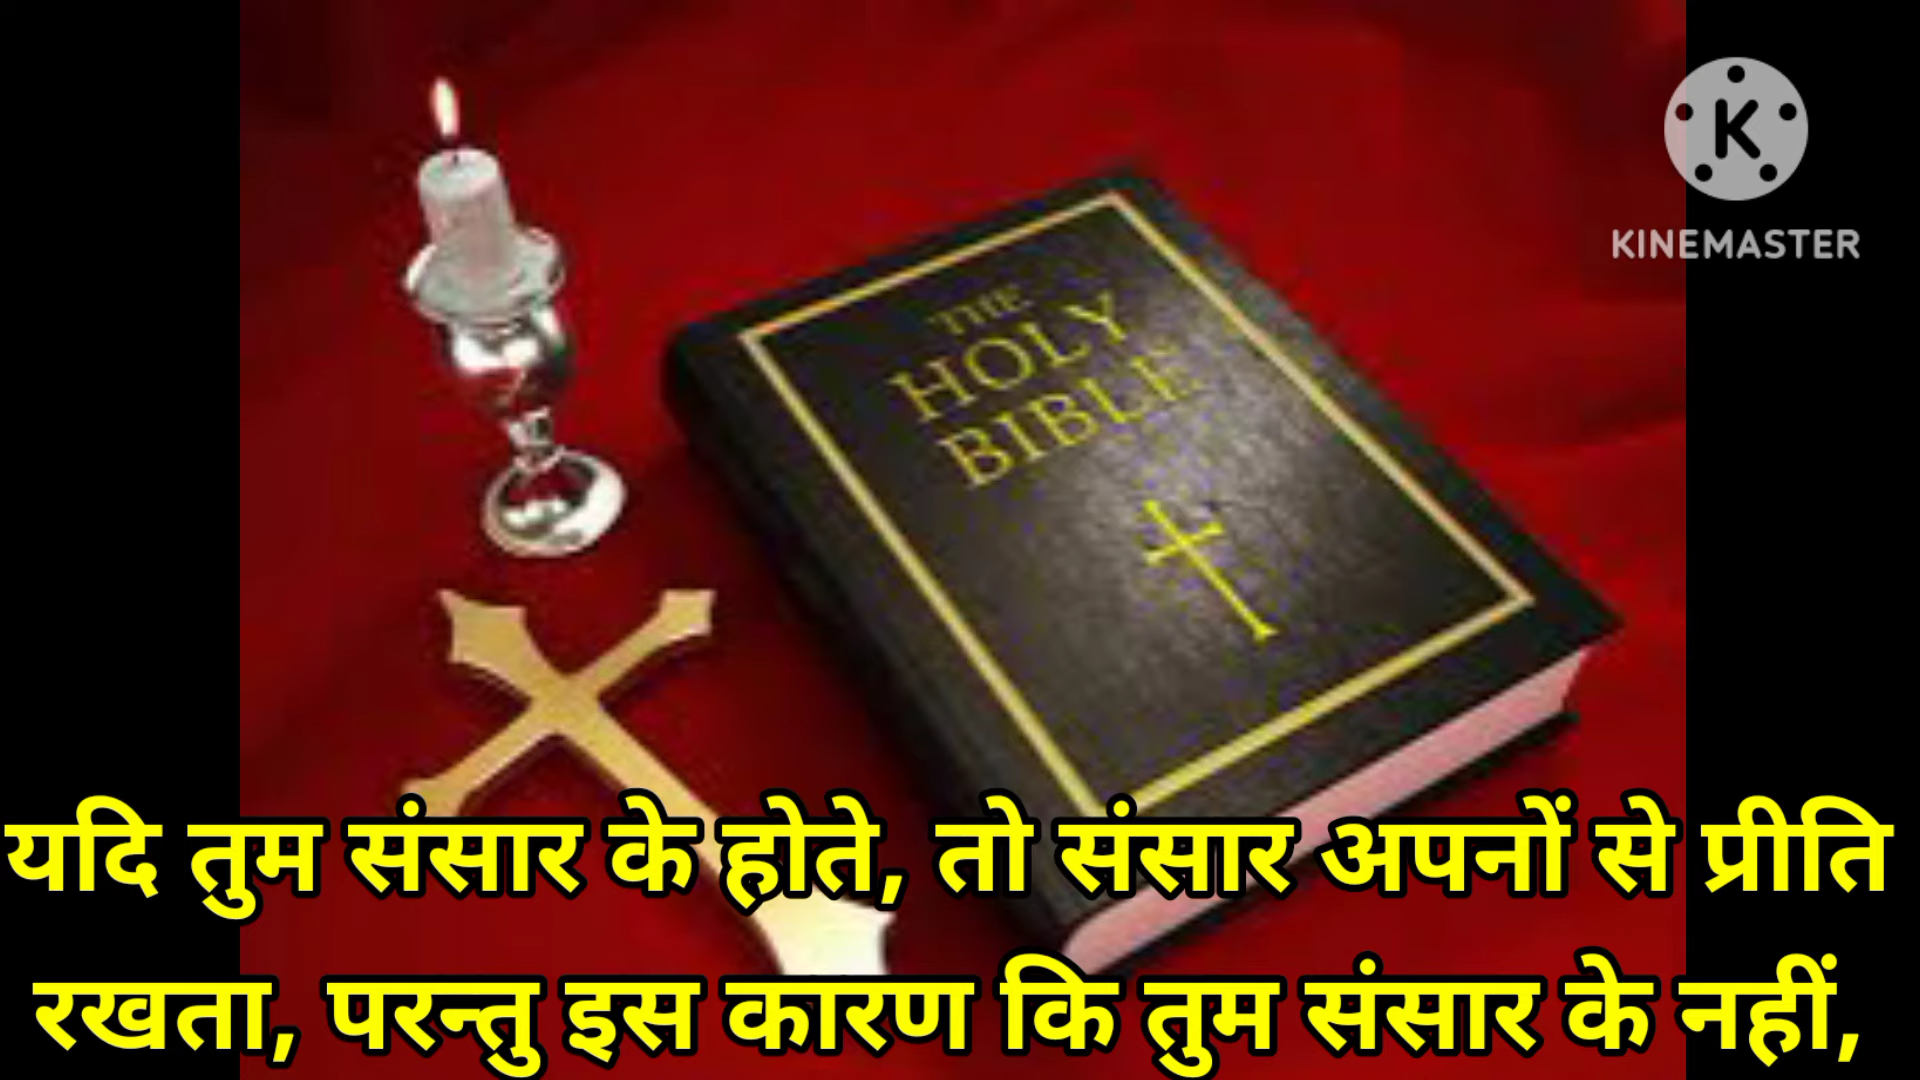 KINEMASTER
THE
HOLY
BIBLE
यदि तुम संसार के होते, तो संसार अपनों से प्रीति
रखता, परन्तु इस कारण कि तुम संसार के नहीं,